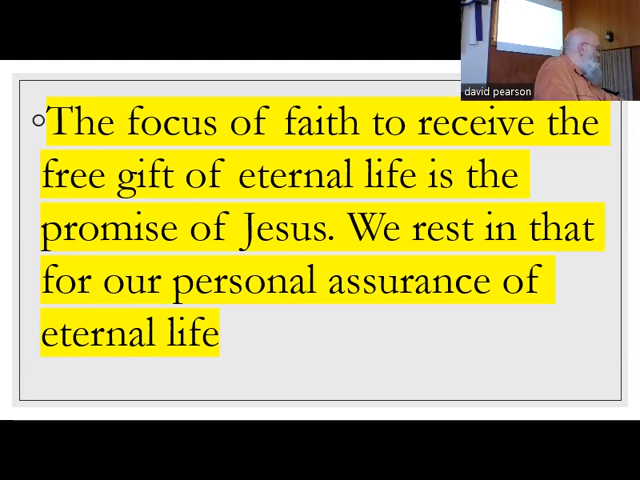 david pearson
The focus of faith to receive the
free gift of eternal life is the
promise of Jesus. We rest in that
for our personal assurance of
eternal life